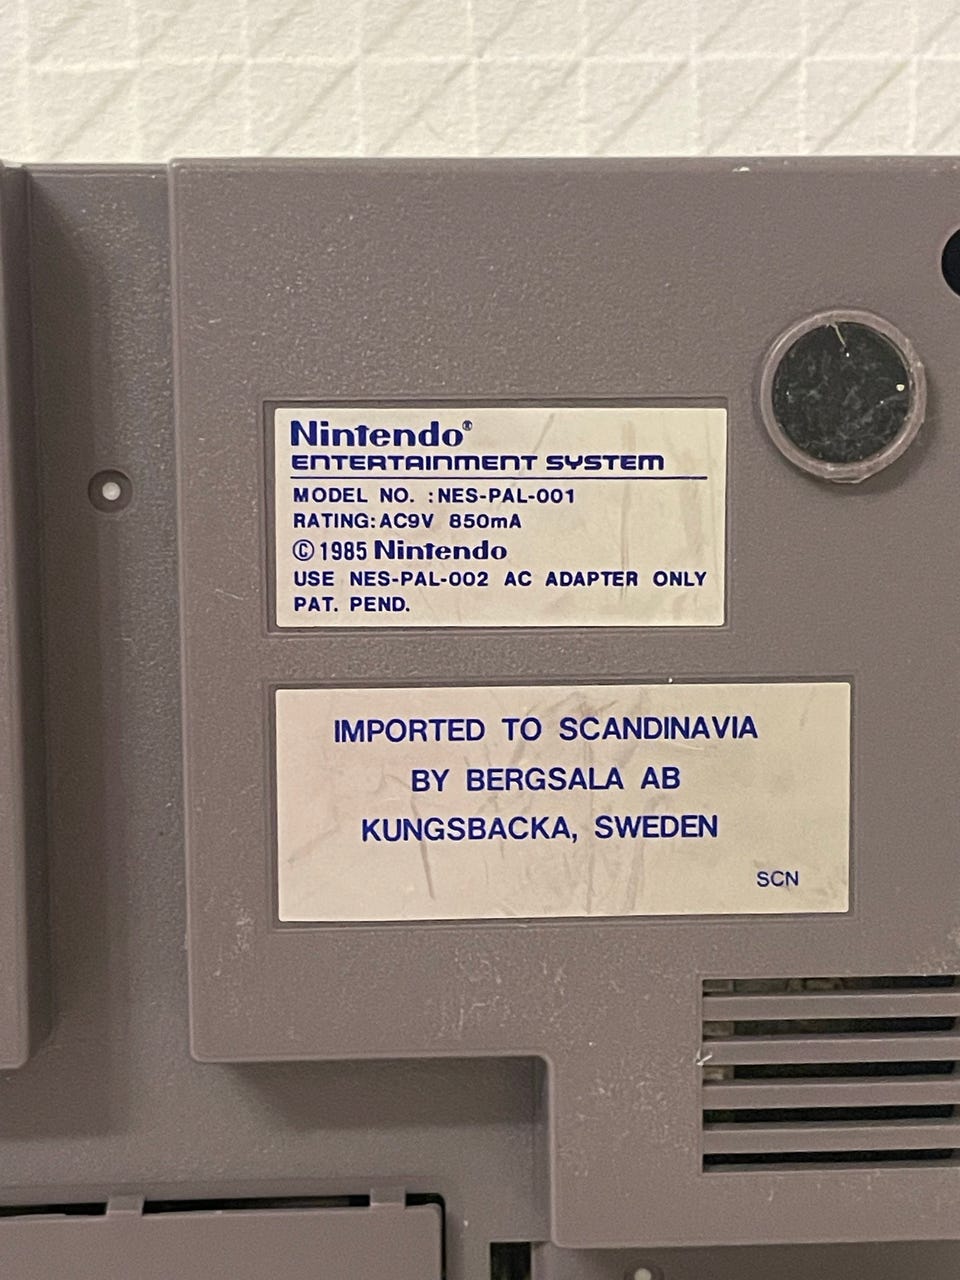 Nintendo®
ENTERTAINMENT SYSTEM
MODEL NO. :NES-PAL-001
RATING:AC9V 850mA
©1985 Nintendo
USE NES-PAL-002 AC ADAPTER ONLY
PAT. PEND.
IMPORTED TO SCANDINAVIA
BY BERGSALA AB
KUNGSBACKA, SWEDEN
SCN